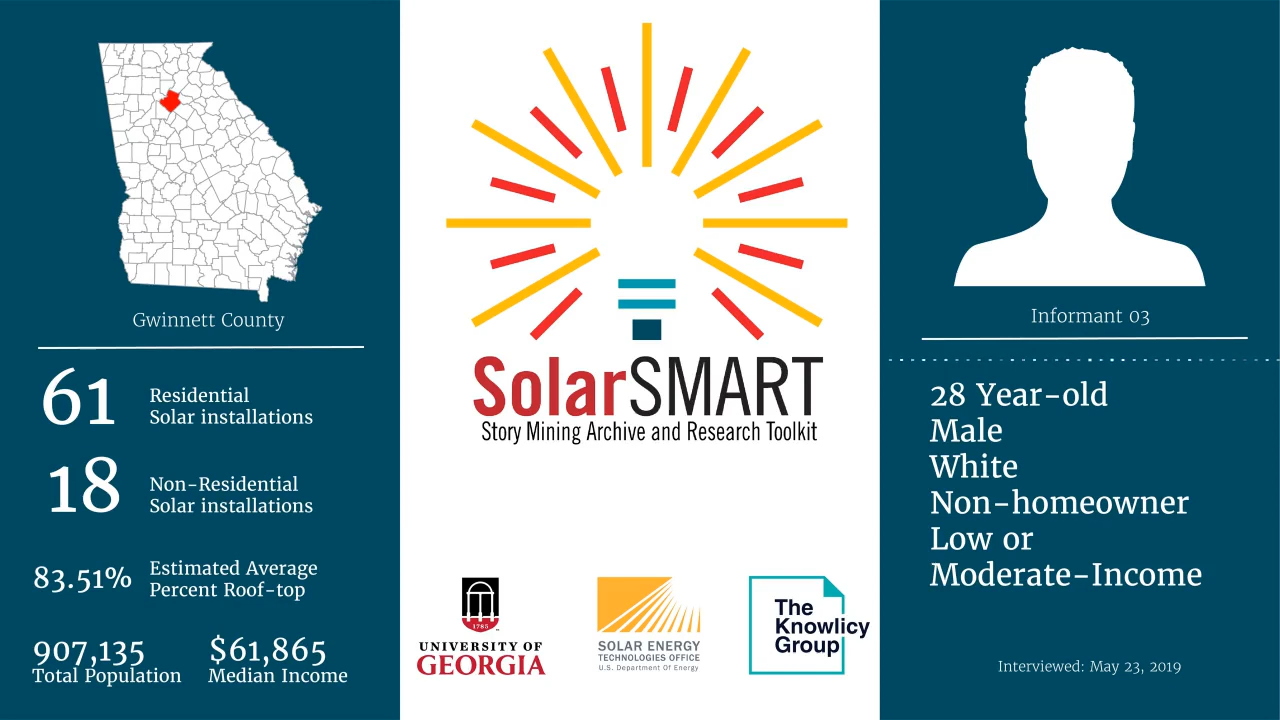 Gwinnett County
61
Residential
Solar installations
18
Non-Residential
Solar installations
83.51%
Estimated Average
Percent Roof-top
907,135
Total Population
$61,865
Median Income
SolarSMART
Story Mining Archive and Research Toolkit
1785
UNIVERSITY OF
GEORGIA
SOLAR ENERGY
TECHNOLOGIES OFFICE
U.S. Department Of Energy
The
Knowlicy
Group
Informant 03
28 Year-old
Male
White
Non-homeowner
Low or
Moderate-Income
Interviewed: May 23, 2019